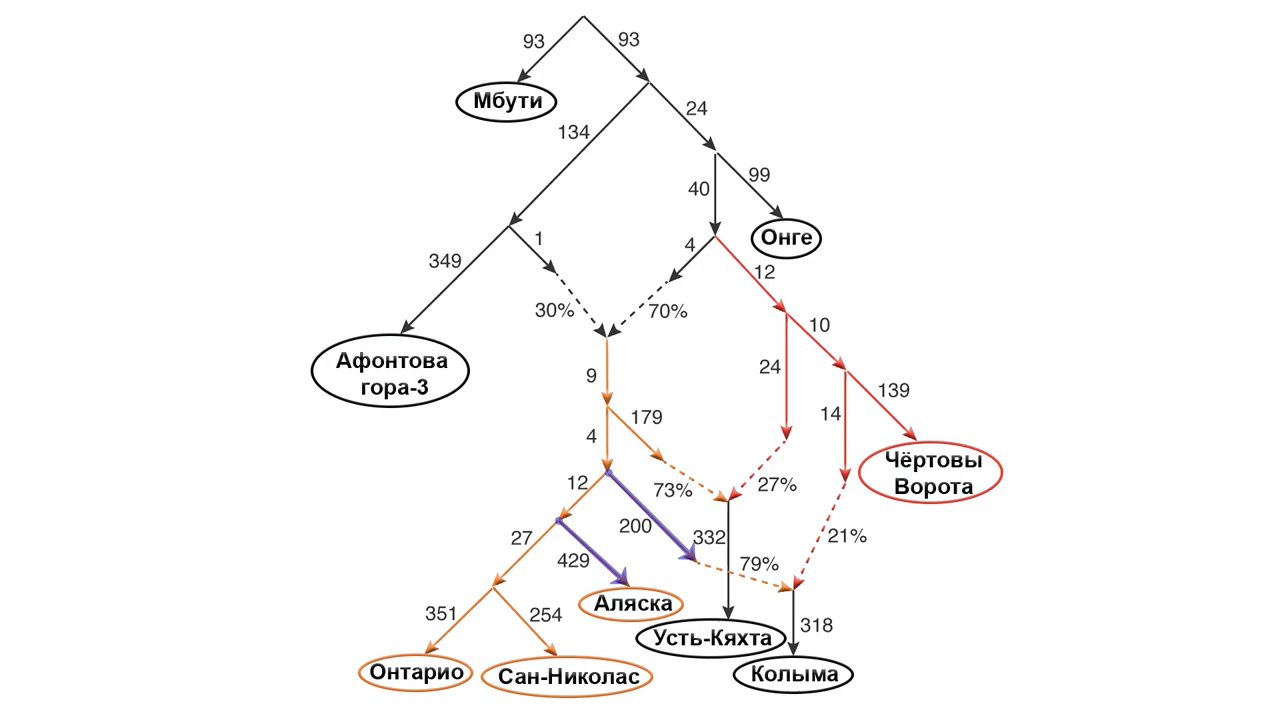 93
93
Мбути
24
134
99
40
Онге
1
4
349
12
30%
70%
10
Афонтова
гора-3
9
24
139
179
14
4
Чёртовы
Ворота
12
73%
27%
200
332
27
21%
429
79%
Аляска
351
254
318
Усть-Кяхта
Онтарио
Сан-Николас
Колыма